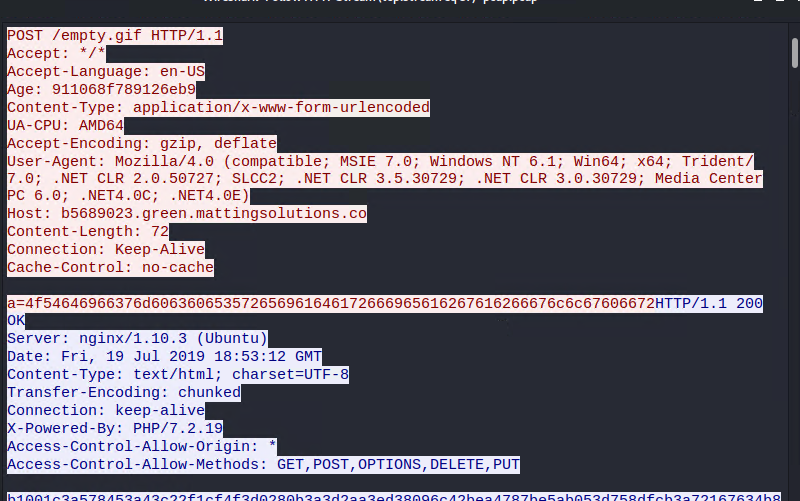 POST /empty.gif HTTP/1.1
Accept: */*
Accept-Language: en-US
Age: 911068f789126eb9
Content-Type: application/x-www-form-urlencoded
UA-CPU: AMD64
Accept-Encoding: gzip, deflate
User-Agent: Mozilla/4.0 (compatible; MSIE 7.0; Windows NT 6.1; Win64; x64; Trident/
7.0; .NET CLR 2.0.50727; SLCC2; .NET CLR 3.5.30729; .NET CLR 3.0.30729; Media Center
PC 6.0; .NET4.0C; .NET4.0E)
Host: b5689023.green.mattingsolutions.co
Content-Length: 72
Connection: Keep-Alive
Cache-Control: no-cache
a=4f54646966376d606360653572656961646172666965616267616266676c6c67606672HTTP/1.1 200
OK
Server: nginx/1.10.3 (Ubuntu)
Date: Fri, 19 Jul 2019 18:53:12 GMT
Content-Type: text/html; charset=UTF-8
Transfer-Encoding: chunked
Connection: keep-alive
X-Powered-By: PHP/7.2.19
Access-Control-Allow-Origin: *
Access-Control-Allow-Methods: GET,POST,OPTIONS,DELETE,PUT